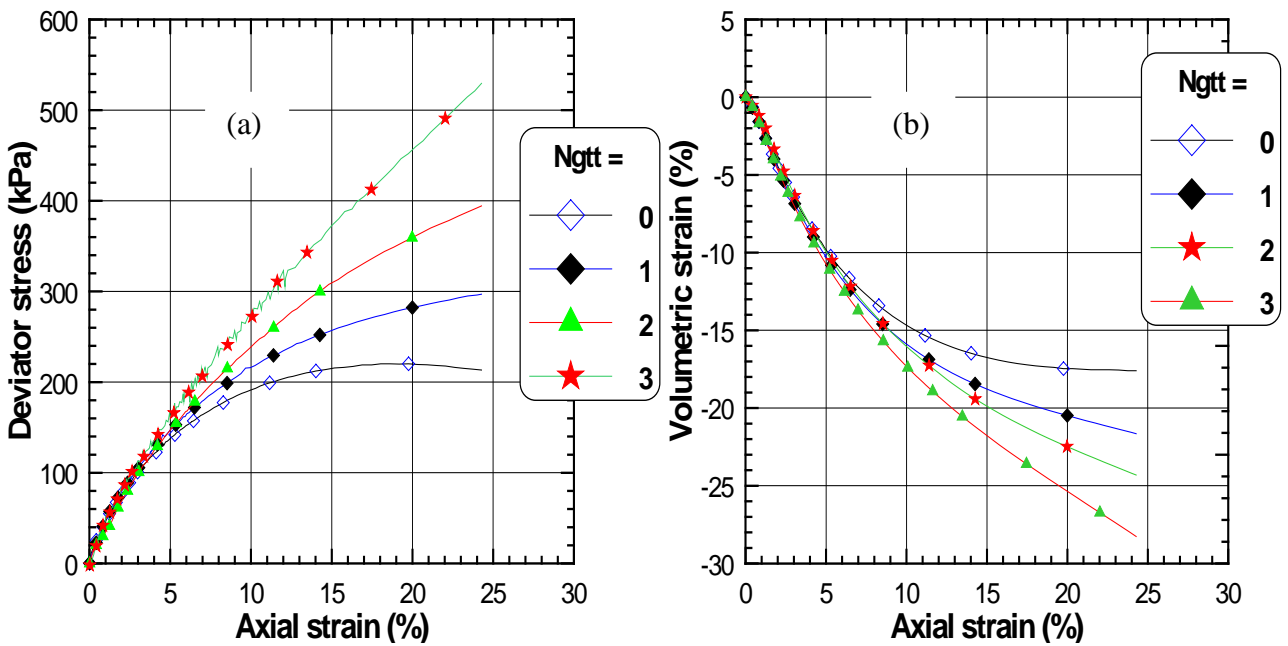 600
500
400
300
200
100
0
0 5 10 15 20 25 30
Deviator stress (kPa)
Axial strain (%)
(a)
Ngtt =
0
1
2
3
5
0
-5
-10
-15
-20
-25
-30
0 5 10 15 20 25 30
Volumetric strain (%)
Axial strain (%)
(b)
Ngtt =
0
1
2
3